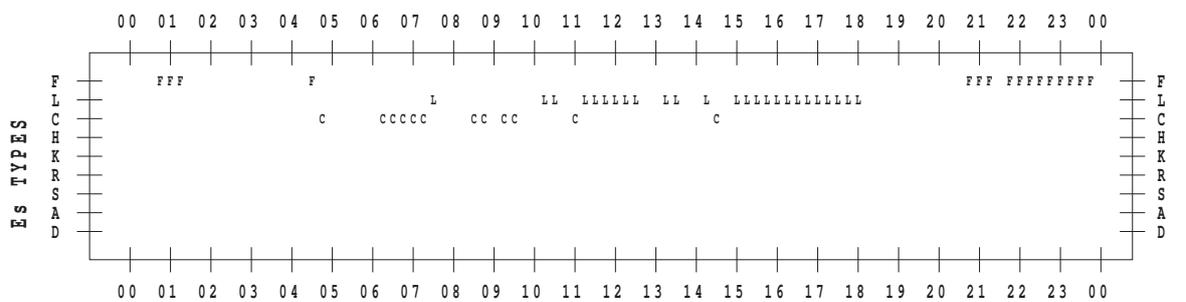 00 01 02 03 04 05 06 07 08 09 10 11 12 13 14 15 16 17 18 19 20 21 22 23 00
F FFF F FFF FFFFFFFFF F
L L LL LLLLLL LL L LLLLLLLLLLLLL L
C C CCCCC CC CC C C C
H H
K K
R R
S S
A A
D D
Es TYPES
00 01 02 03 04 05 06 07 08 09 10 11 12 13 14 15 16 17 18 19 20 21 22 23 00